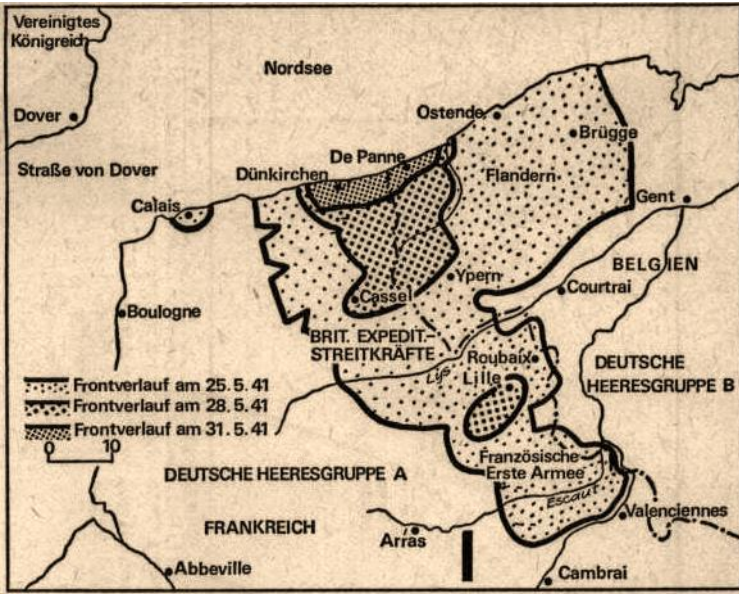 Vereinigtes
Königreich
Nordsee
Dover
Ostende
Brügge
Straße von Dover
De Panne
Dünkirchen
Flandern
Calais
Gent
BELGIEN
Ypern
Courtrai
Cassel
Boulogne
BRIT. EXPEDIT.-
STREITKRÄFTE
Roubaix
Lys
Lille
DEUTSCHE
HEERESGRUPPE B
Frontverlauf am 25.5.41
Frontverlauf am 28.5.41
Frontverlauf am 31.5.41
0 10
Französische
Erste Armee
DEUTSCHE HEERESGRUPPE A
Escaut
FRANKREICH
Valenciennes
Arras
Abbeville
Cambrai